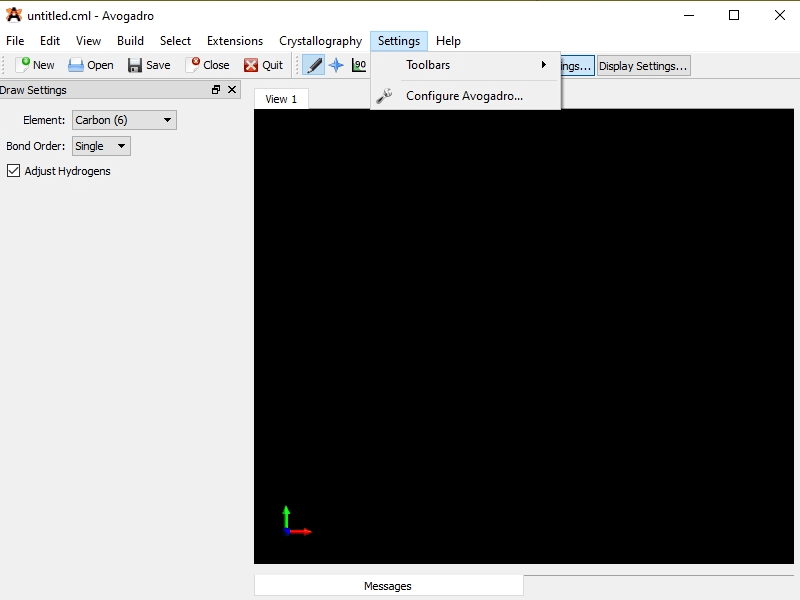 untitled.cml - Avogadro
File Edit View Build Select Extensions Crystallography Settings Help
New Open Save Close Quit 90 Display Settings...
Toolbars
Configure Avogadro...
Draw Settings
View 1
Element: Carbon (6)
Bond Order: Single
Adjust Hydrogens
Messages